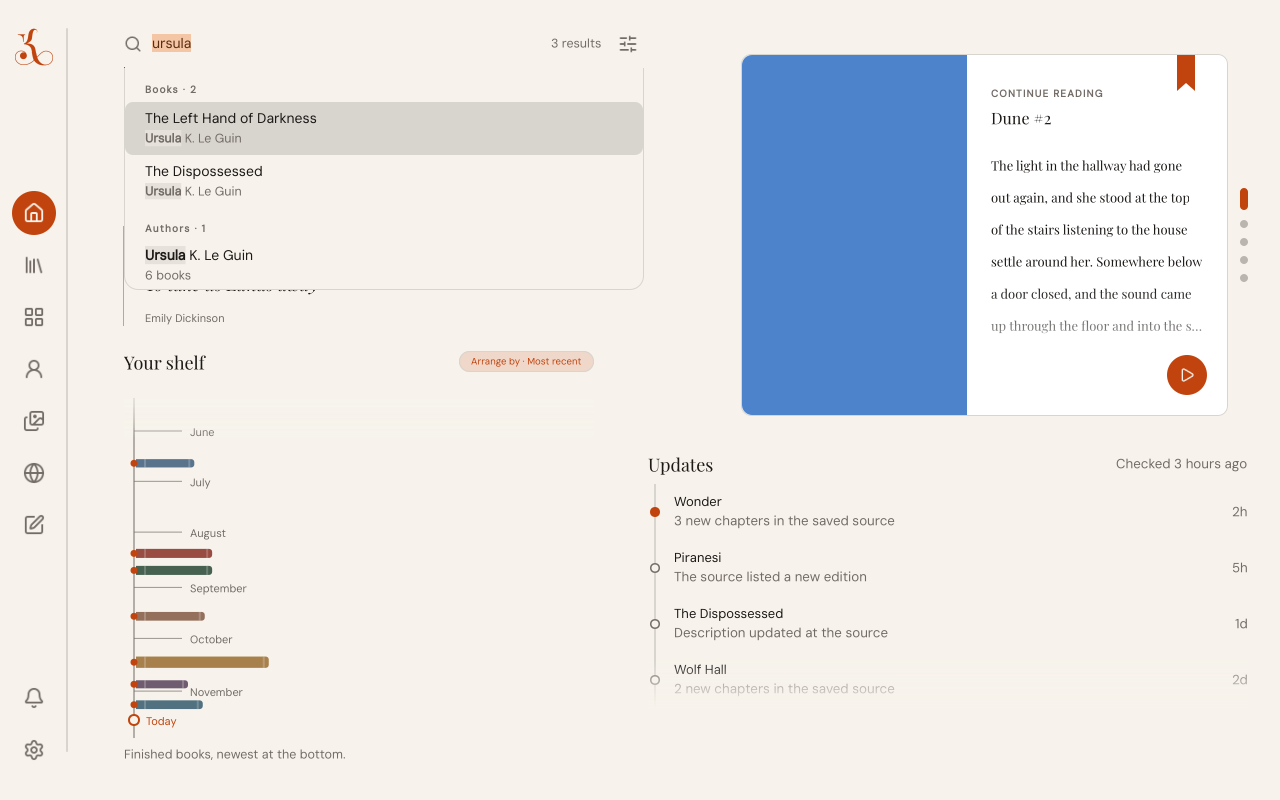 ursula
3 results
Books · 2
The Left Hand of Darkness
Ursula K. Le Guin
The Dispossessed
Ursula K. Le Guin
Authors · 1
Ursula K. Le Guin
6 books
Emily Dickinson
Your shelf
Arrange by · Most recent
June
July
August
September
October
November
Today
Finished books, newest at the bottom.
CONTINUE READING
Dune #2
The light in the hallway had gone
out again, and she stood at the top
of the stairs listening to the house
settle around her. Somewhere below
a door closed, and the sound came
up through the floor and into the s...
Updates
Checked 3 hours ago
Wonder
3 new chapters in the saved source
2h
Piranesi
The source listed a new edition
5h
The Dispossessed
Description updated at the source
1d
Wolf Hall
2 new chapters in the saved source
2d